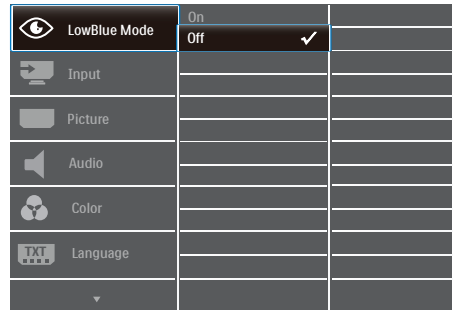 LowBlue Mode
On
Off
Input
Picture
Audio
Color
TXT
Language